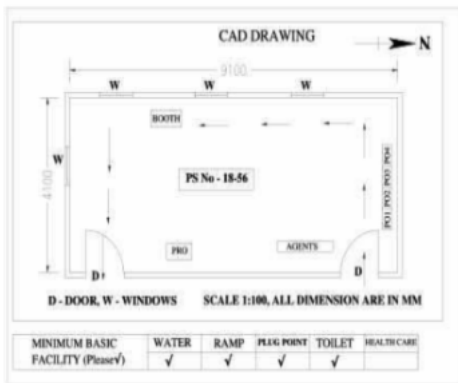 CAD DRAWING
N
9100
W W W
BOOTH
W
4100
PS No - 18-56
PO1 PO2 PO3 PO4
PRO
AGENTS
D D
D - DOOR, W - WINDOWS SCALE 1:100, ALL DIMENSION ARE IN MM
MINIMUM BASIC WATER RAMP PLUG POINT TOILET HEALTH CARE
FACILITY (Please√) √ √ √ √